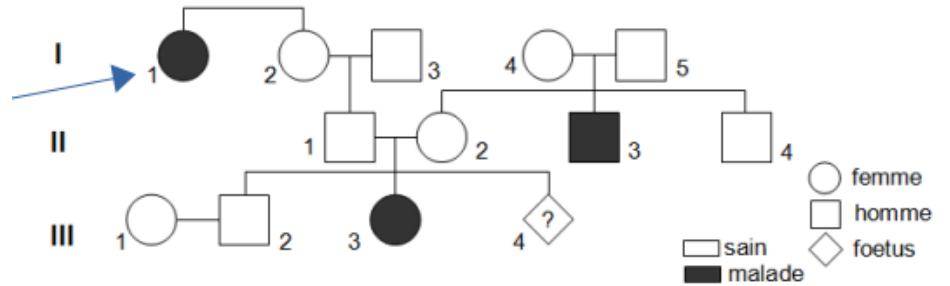 I 1 2 3 4 5
II 1 2 3 4
III 1 2 3 4 ?
femme
homme
sain foetus
malade